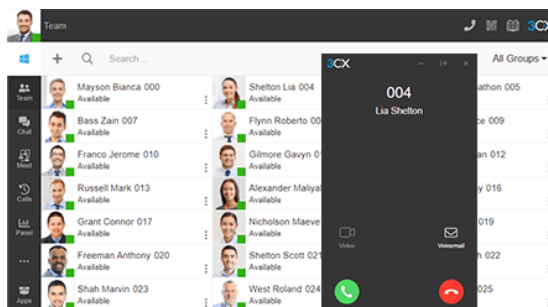 Team
3CX
Search ...
All Groups
Team
Chat
Meet
Calls
Panel
Apps
Mayson Bianca 000
Available
Bass Zain 007
Available
Franco Jerome 010
Available
Russell Mark 013
Available
Grant Connor 017
Available
Freeman Anthony 020
Available
Shah Marvin 023
Available
Shelton Lia 004
Available
Flynn Roberto 00
Available
Gilmore Gavyn 01
Available
Alexander Maliyal
Available
Nicholson Maeve
Available
Shelton Scott 021
Available
West Roland 024
Available
3CX
004
Lia Shelton
Video
Voicemail
athon 005
ce 009
an 012
y 016
019
h 022
025